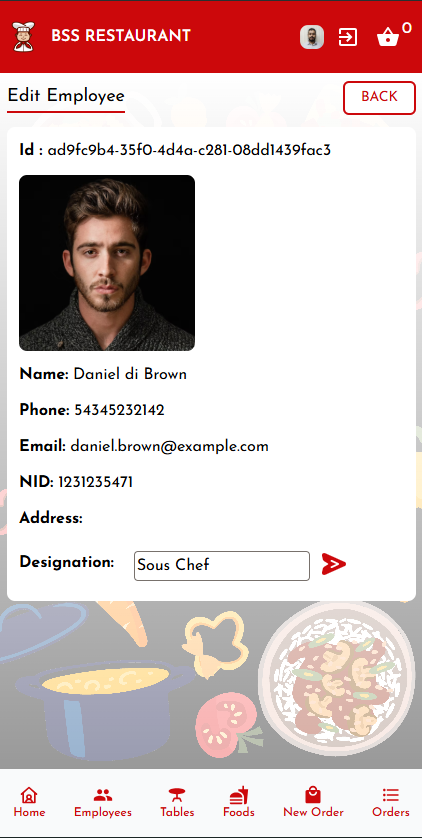 BSS RESTAURANT
0
Edit Employee
BACK
Id : ad9fc9b4-35f0-4d4a-c281-08dd1439fac3
Name: Daniel di Brown
Phone: 54345232142
Email: daniel.brown@example.com
NID: 1231235471
Address:
Designation: Sous Chef
Home Employees Tables Foods New Order Orders